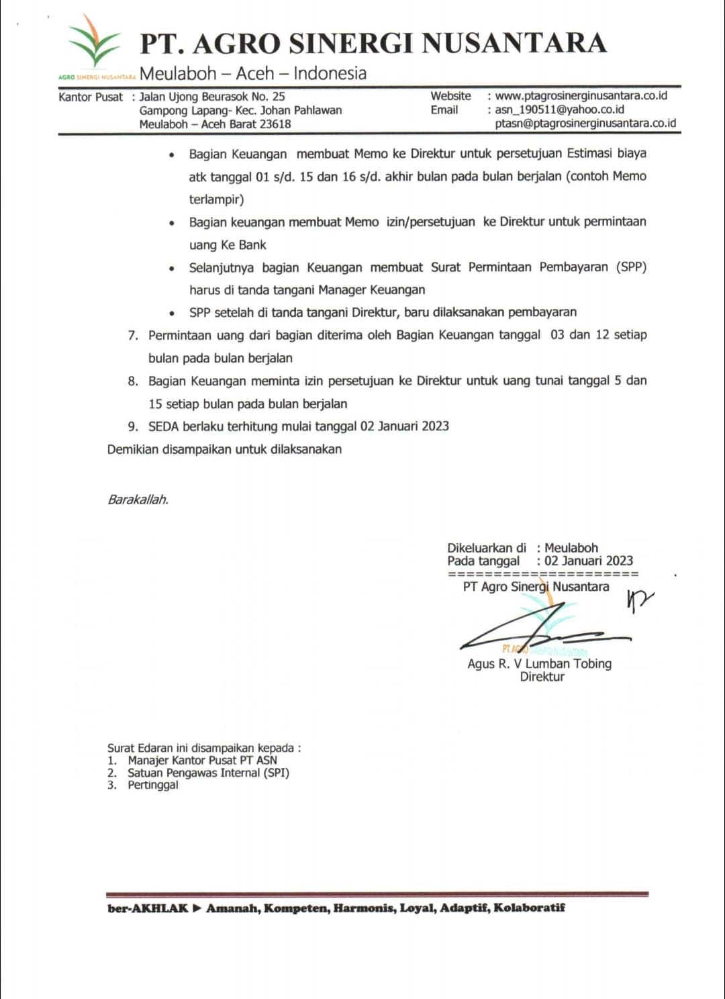 PT. AGRO SINERGI NUSANTARA
AGRO SINERGI NUSANTARA
Meulaboh – Aceh – Indonesia
Kantor Pusat : Jalan Ujong Beurasok No. 25
Gampong Lapang- Kec. Johan Pahlawan
Meulaboh – Aceh Barat 23618
Website : www.ptagrosinerginusantara.co.id
Email : asn_190511@yahoo.co.id
ptasn@ptagrosinerginusantara.co.id
• Bagian Keuangan membuat Memo ke Direktur untuk persetujuan Estimasi biaya
atk tanggal 01 s/d. 15 dan 16 s/d. akhir bulan pada bulan berjalan (contoh Memo
terlampir)
• Bagian keuangan membuat Memo izin/persetujuan ke Direktur untuk permintaan
uang Ke Bank
• Selanjutnya bagian Keuangan membuat Surat Permintaan Pembayaran (SPP)
harus di tanda tangani Manager Keuangan
• SPP setelah di tanda tangani Direktur, baru dilaksanakan pembayaran
7. Permintaan uang dari bagian diterima oleh Bagian Keuangan tanggal 03 dan 12 setiap
bulan pada bulan berjalan
8. Bagian Keuangan meminta izin persetujuan ke Direktur untuk uang tunai tanggal 5 dan
15 setiap bulan pada bulan berjalan
9. SEDA berlaku terhitung mulai tanggal 02 Januari 2023
Demikian disampaikan untuk dilaksanakan
Barakallah.
Dikeluarkan di : Meulaboh
Pada tanggal : 02 Januari 2023
=====================
PT Agro Sinergi Nusantara
PT. AGRO SINERGI NUSANTARA
Agus R. V Lumban Tobing
Direktur
Surat Edaran ini disampaikan kepada :
1. Manajer Kantor Pusat PT ASN
2. Satuan Pengawas Internal (SPI)
3. Pertinggal
ber-AKHLAK ► Amanah, Kompeten, Harmonis, Loyal, Adaptif, Kolaboratif